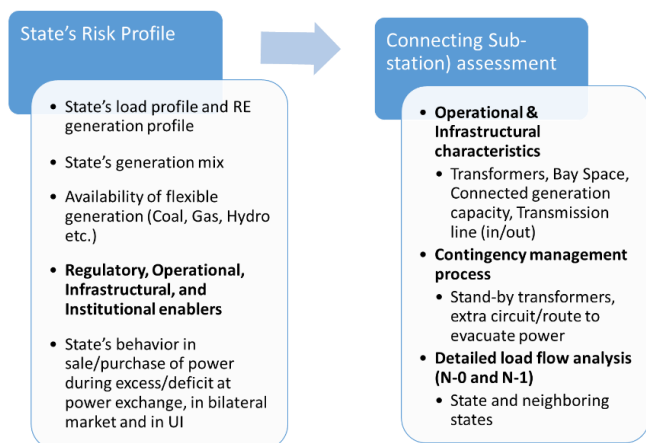 State's Risk Profile
• State's load profile and RE
generation profile
• State's generation mix
• Availability of flexible
generation (Coal, Gas, Hydro
etc.)
• Regulatory, Operational,
Infrastructural, and
Institutional enablers
• State's behavior in
sale/purchase of power
during excess/deficit at
power exchange, in bilateral
market and in UI
Connecting Sub-
station) assessment
• Operational &
Infrastructural
characteristics
• Transformers, Bay Space,
Connected generation
capacity, Transmission
line (in/out)
• Contingency management
process
• Stand-by transformers,
extra circuit/route to
evacuate power
• Detailed load flow analysis
(N-0 and N-1)
• State and neighboring
states